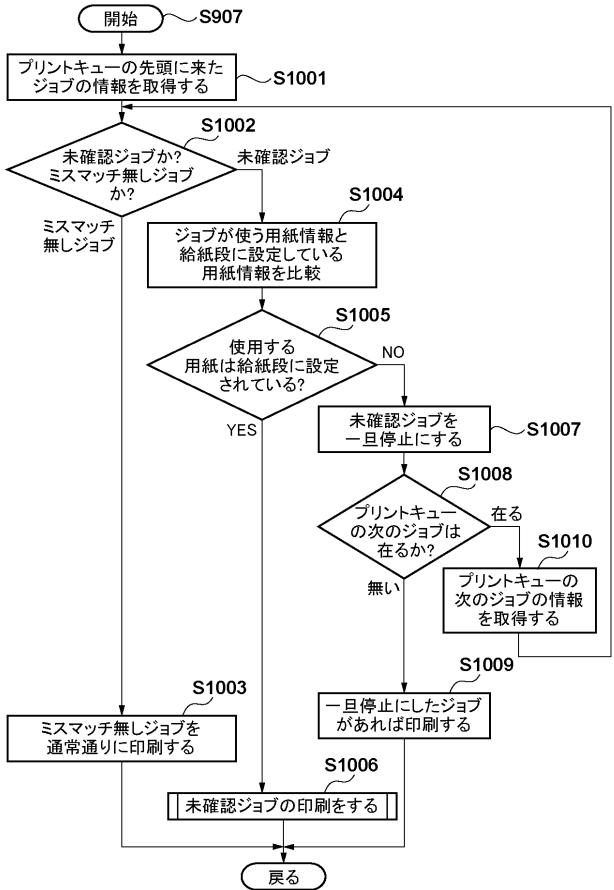 開始
S907
プリントキューの先頭に来た
ジョブの情報を取得する
S1001
S1002
未確認ジョブか?
ミスマッチ無しジョブ
か?
未確認ジョブ
ミスマッチ
無しジョブ
S1004
ジョブが使う用紙情報と
給紙段に設定している
用紙情報を比較
S1005
使用する
用紙は給紙段に設定
されている?
NO
YES
未確認ジョブを
一旦停止にする
S1007
S1008
プリントキュー
の次のジョブは
在るか?
在る
無い
S1010
プリントキューの
次のジョブの情報
を取得する
S1009
一旦停止にしたジョブ
があれば印刷する
S1003
ミスマッチ無しジョブを
通常通りに印刷する
S1006
未確認ジョブの印刷をする
戻る